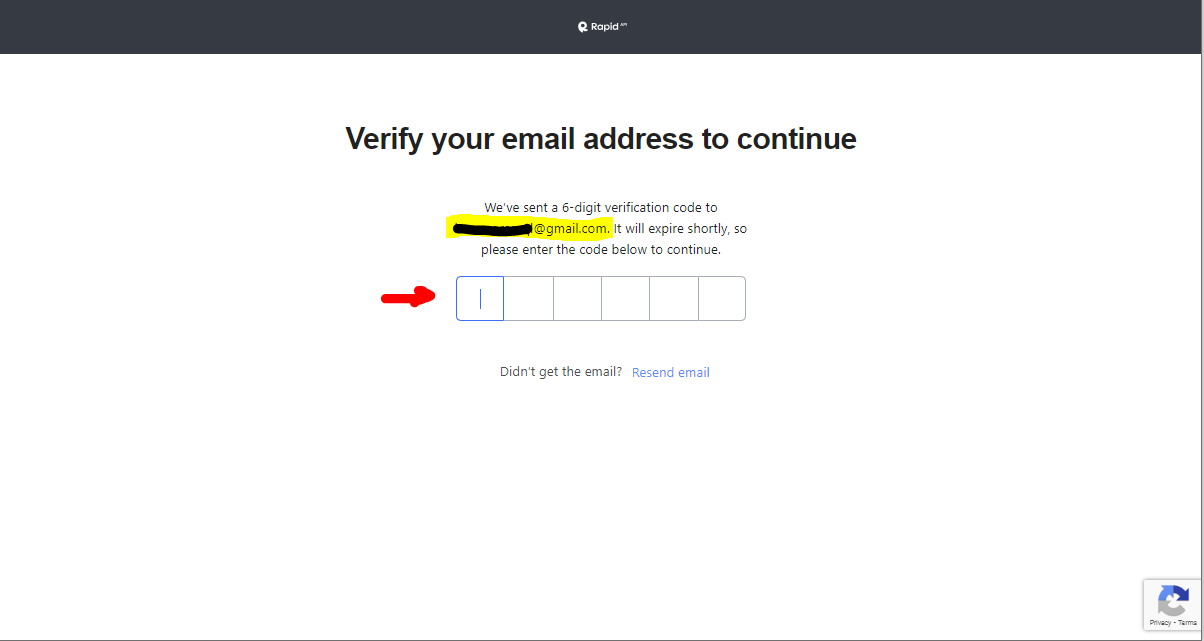 Rapid API
Verify your email address to continue
We've sent a 6-digit verification code to
@gmail.com. It will expire shortly, so
please enter the code below to continue.
Didn't get the email? Resend email
Privacy - Terms